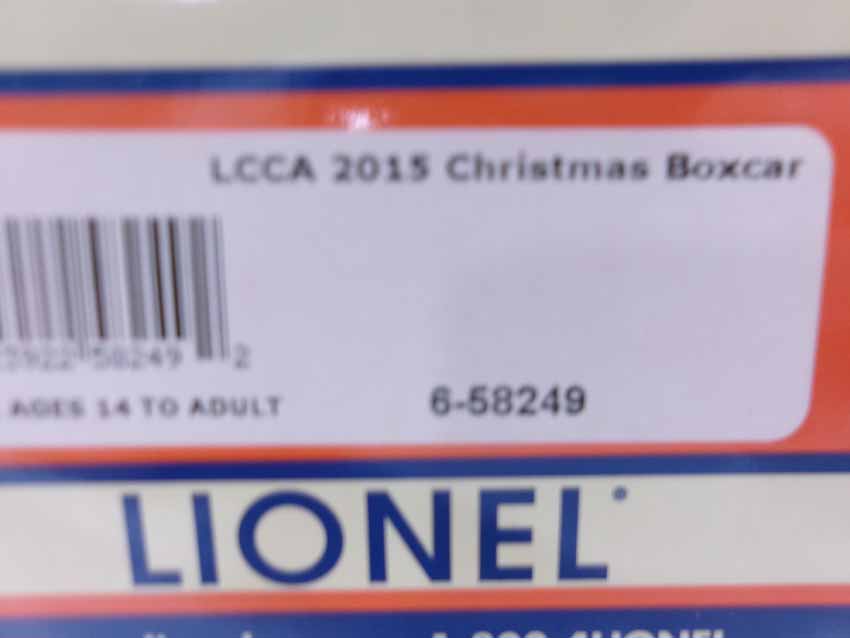 LCCA 2015 Christmas Boxcar
58249 2
AGES 14 TO ADULT
6-58249
LIONEL